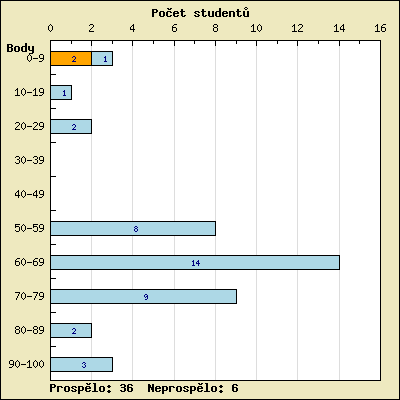 Počet studentů
0 2 4 6 8 10 12 14 16
Body
0-9 2 1
10-19 1
20-29 2
30-39
40-49
50-59 8
60-69 14
70-79 9
80-89 2
90-100 3
Prospělo: 36 Neprospělo: 6